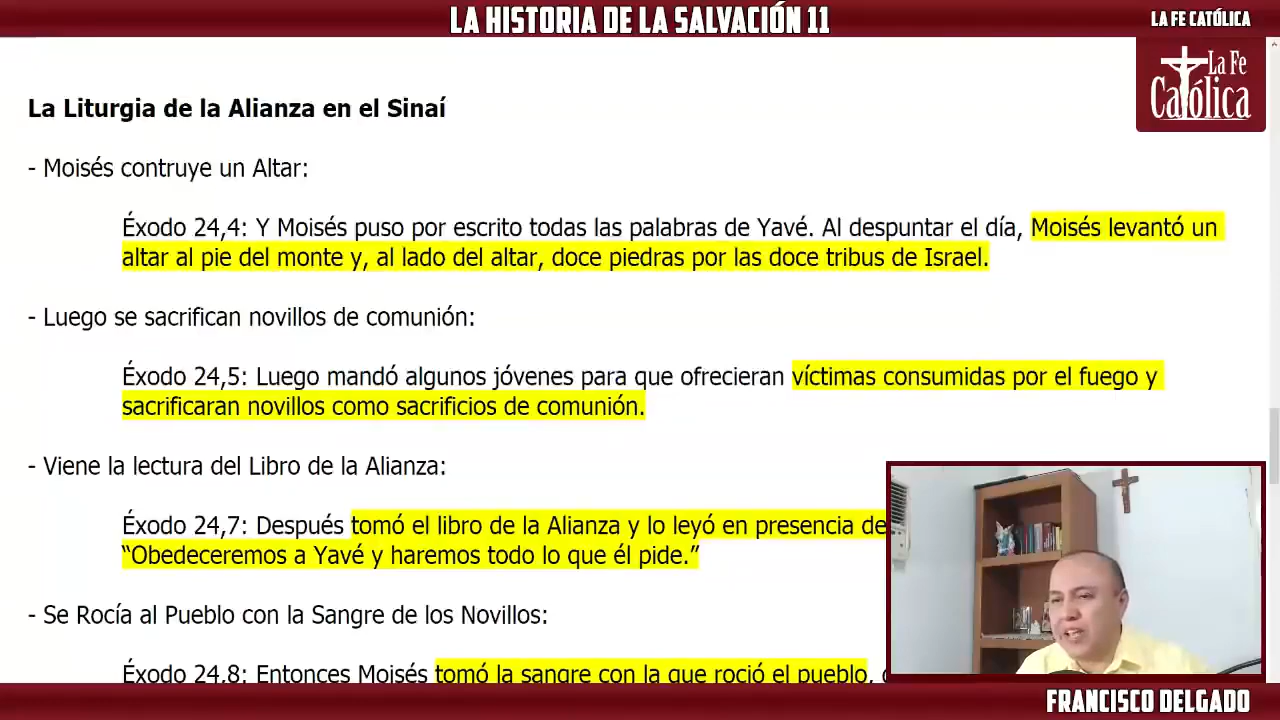 LA HISTORIA DE LA SALVACIÓN 11
LA FE CATÓLICA
La Fe
Católica
La Liturgia de la Alianza en el Sinaí
- Moisés contruye un Altar:
Éxodo 24,4: Y Moisés puso por escrito todas las palabras de Yavé. Al despuntar el día, Moisés levantó un
altar al pie del monte y, al lado del altar, doce piedras por las doce tribus de Israel.
- Luego se sacrifican novillos de comunión:
Éxodo 24,5: Luego mandó algunos jóvenes para que ofrecieran víctimas consumidas por el fuego y
sacrificaran novillos como sacrificios de comunión.
- Viene la lectura del Libro de la Alianza:
Éxodo 24,7: Después tomó el libro de la Alianza y lo leyó en presencia de
“Obedeceremos a Yavé y haremos todo lo que él pide.”
- Se Rocía al Pueblo con la Sangre de los Novillos:
Éxodo 24,8: Entonces Moisés tomó la sangre con la que roció el pueblo,
FRANCISCO DELGADO